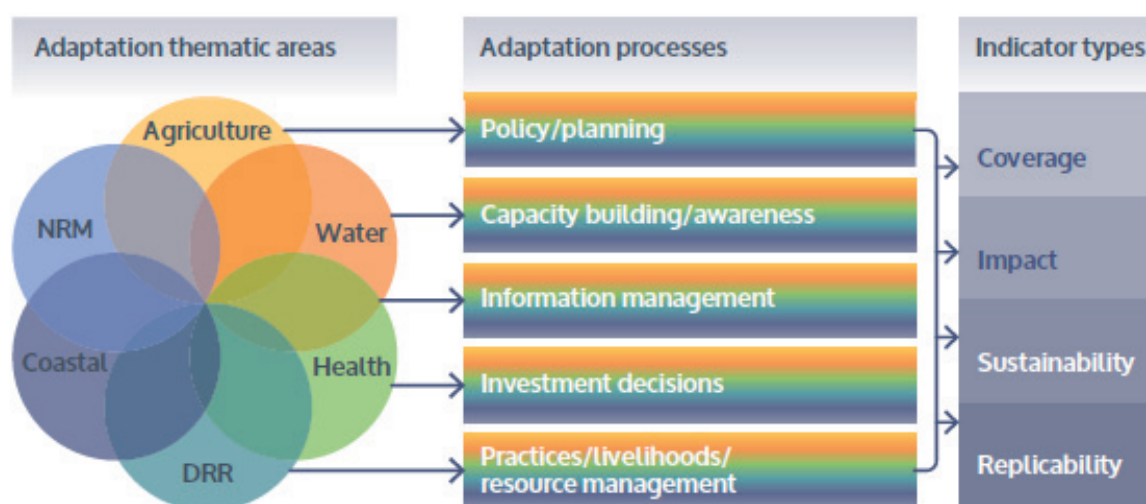 Adaptation thematic areas
Adaptation processes
Indicator types
Agriculture
Water
Health
DRR
Coastal
NRM
Policy/planning
Capacity building/awareness
Information management
Investment decisions
Practices/livelihoods/
resource management
Coverage
Impact
Sustainability
Replicability